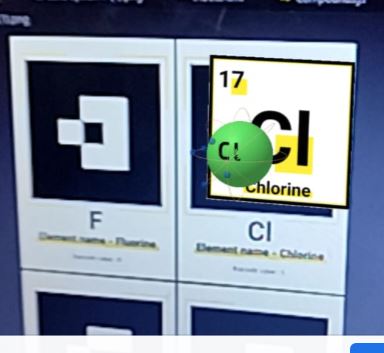 17
Cl
Cl
Chlorine
F
Element name - Fluorine
Cl
Element name - Chlorine